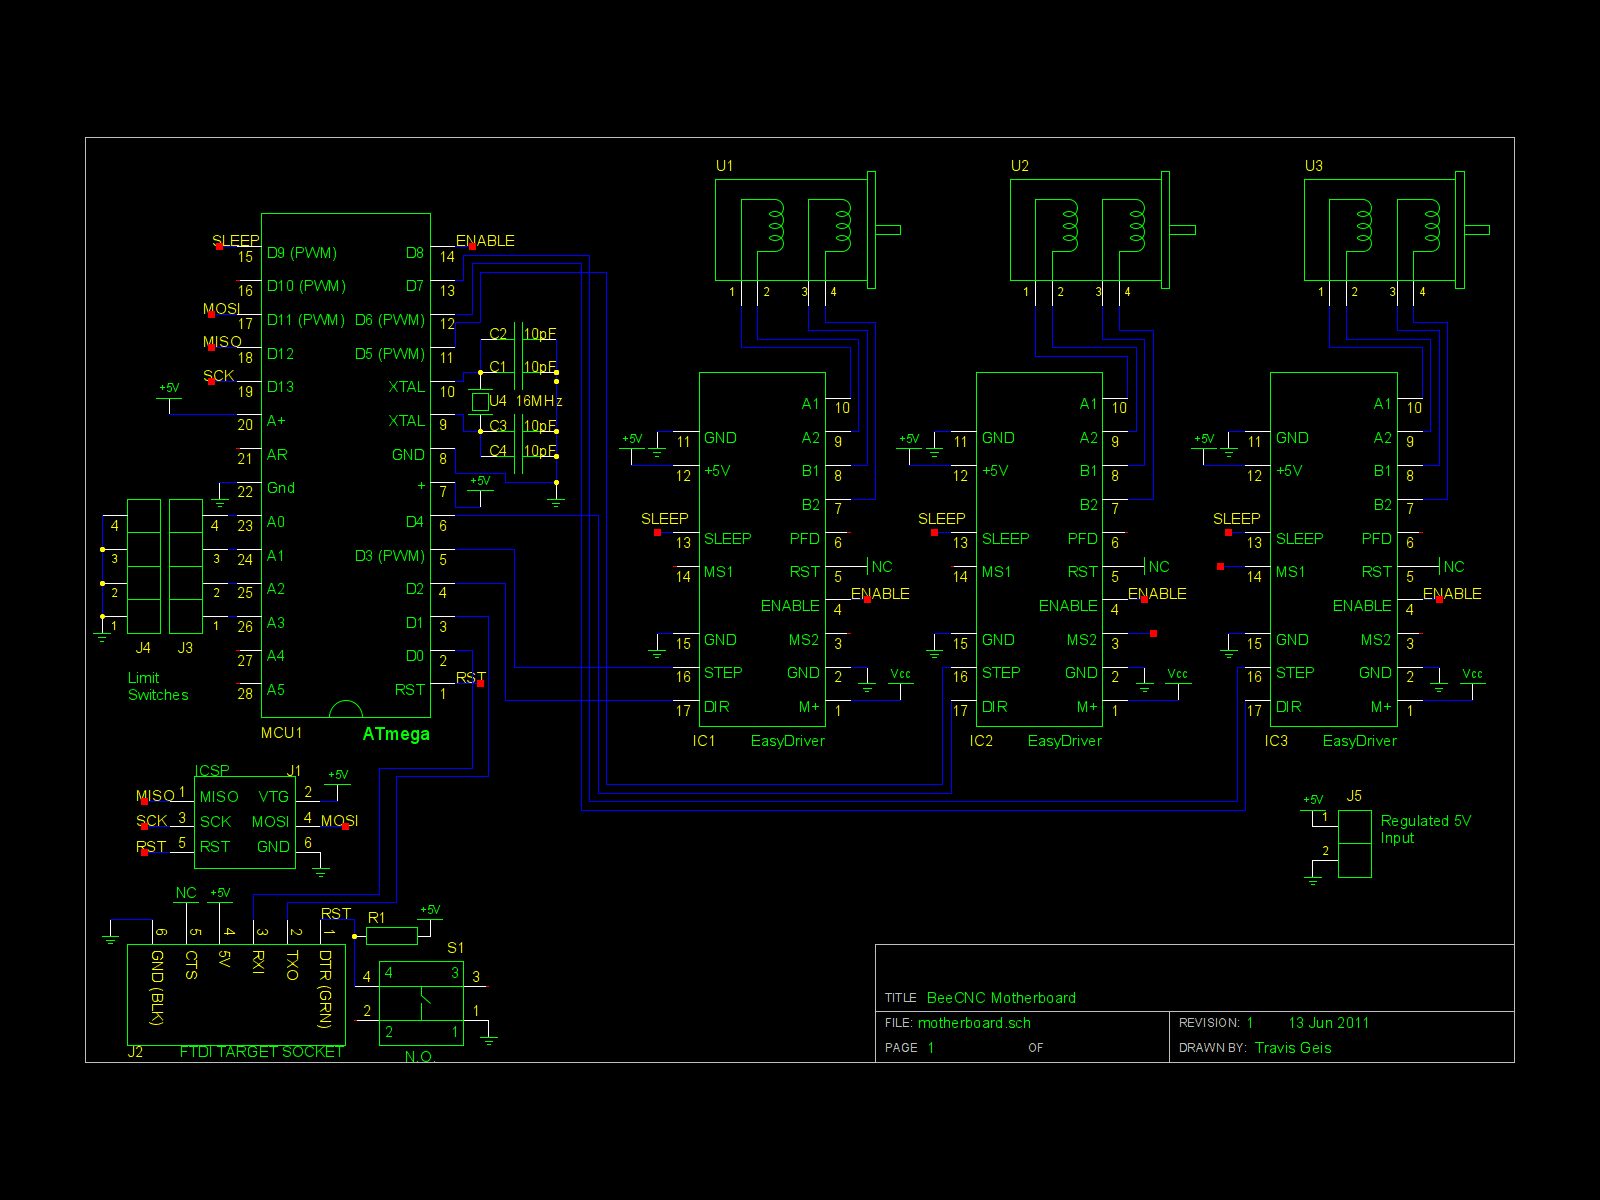 U1
U2
U3
1 2 3 4
1 2 3 4
1 2 3 4
SLEEP
15
D9 (PWM)
16
D10 (PWM)
MOSI
17
D11 (PWM)
MISO
18
D12
SCK
19
D13
+5V
20
A+
21
AR
22
Gnd
23
A0
24
A1
25
A2
26
A3
27
A4
28
A5
ENABLE
D8
14
D7
13
D6 (PWM)
12
D5 (PWM)
11
XTAL
10
XTAL
9
GND
8
+
7
+5V
D4
6
D3 (PWM)
5
D2
4
D1
3
D0
2
RST
RST
1
MCU1
ATmega
C2 10pF
C1 10pF
U4 16MHz
C3 10pF
C4 10pF
4 4
3 3
2 2
1 1
J4 J3
Limit
Switches
A1
10
+5V
11
GND
A2
9
12
+5V
B1
8
B2
7
SLEEP
13
SLEEP
PFD
6
14
MS1
RST
5
NC
ENABLE
ENABLE
4
15
GND
MS2
3
16
STEP
GND
2
Vcc
17
DIR
M+
1
IC1 EasyDriver
A1
10
+5V
11
GND
A2
9
12
+5V
B1
8
B2
7
SLEEP
13
SLEEP
PFD
6
14
MS1
RST
5
NC
ENABLE
ENABLE
4
15
GND
MS2
3
16
STEP
GND
2
Vcc
17
DIR
M+
1
IC2 EasyDriver
A1
10
+5V
11
GND
A2
9
12
+5V
B1
8
B2
7
SLEEP
13
SLEEP
PFD
6
14
MS1
RST
5
NC
ENABLE
ENABLE
4
15
GND
MS2
3
16
STEP
GND
2
Vcc
17
DIR
M+
1
IC3 EasyDriver
ICSP J1
+5V
MISO 1 MISO VTG 2
SCK 3 SCK MOSI 4 MOSI
RST 5 RST GND 6
NC +5V
RST
6 5 4 3 2 1
GND (BLK)
CTS
5V
RXI
TXO
DTR (GRN)
J2 FTDI TARGET SOCKET
R1 +5V
S1
4 4 3 3
2 2 1 1
N.O.
+5V J5
1
2
Regulated 5V
Input
TITLE BeeCNC Motherboard
FILE: motherboard.sch
REVISION: 1 13 Jun 2011
PAGE 1 OF
DRAWN BY: Travis Geis